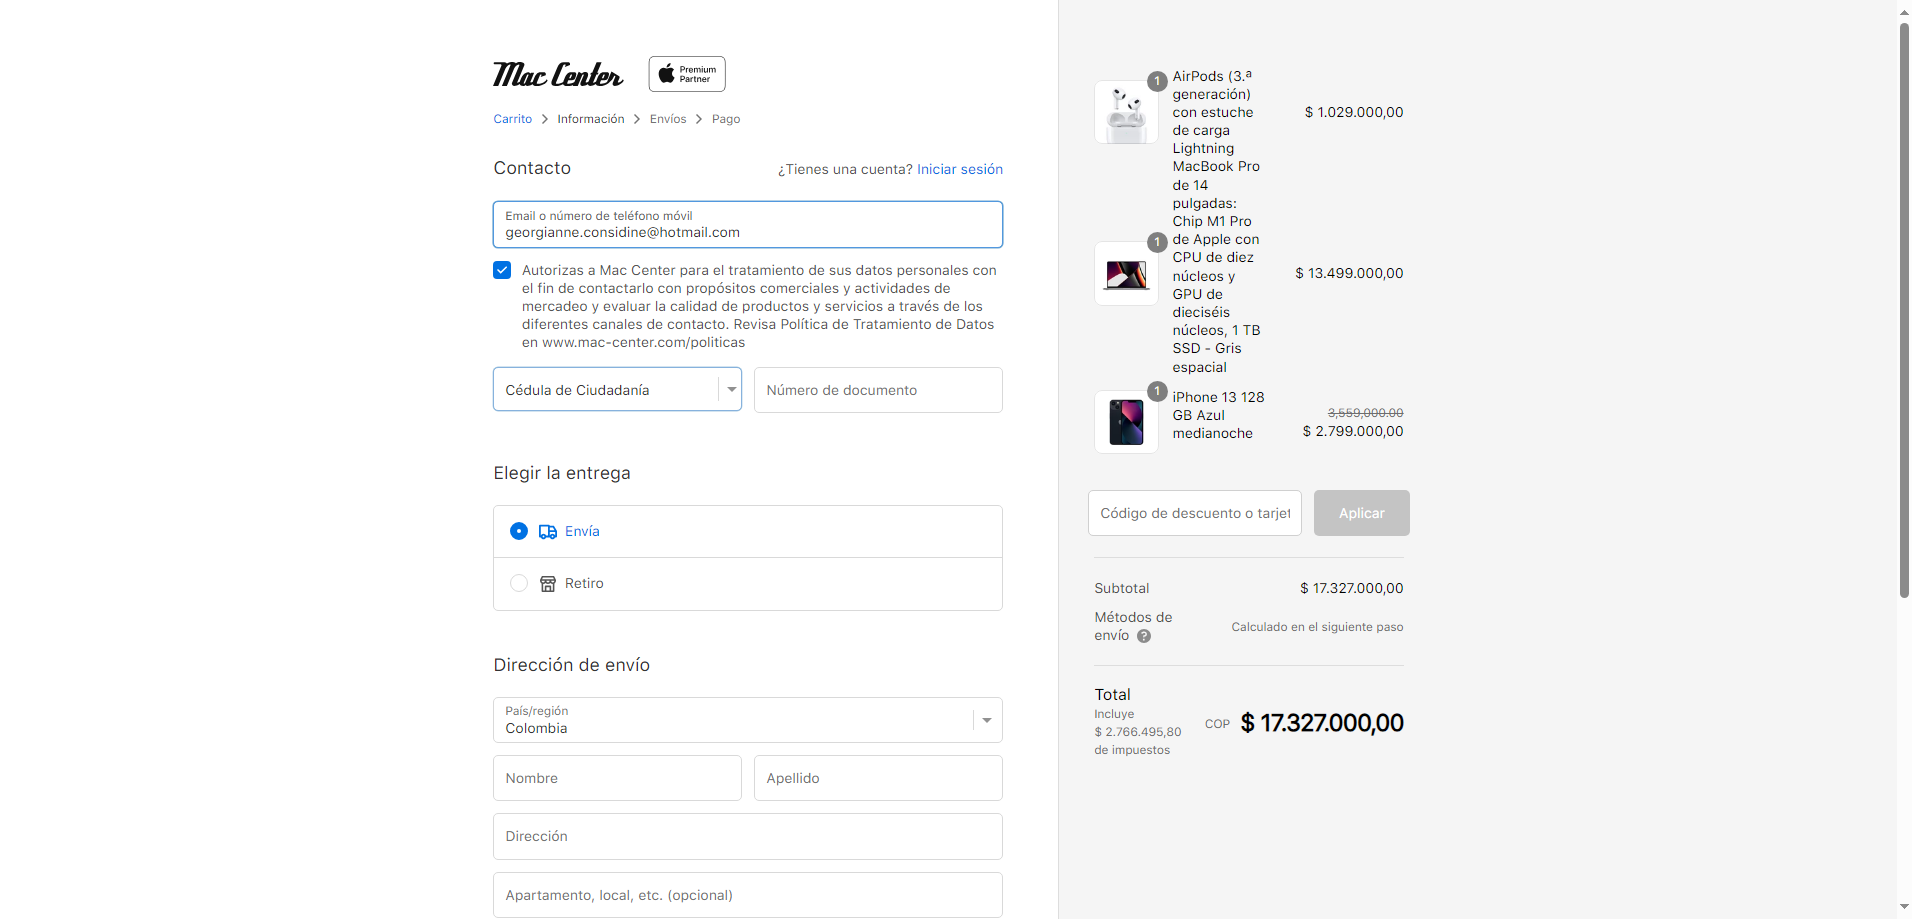 Mac Center
Premium
Partner
Carrito > Información > Envíos > Pago
Contacto
¿Tienes una cuenta? Iniciar sesión
Email o número de teléfono móvil
georgianne.considine@hotmail.com
Autorizas a Mac Center para el tratamiento de sus datos personales con
el fin de contactarlo con propósitos comerciales y actividades de
mercadeo y evaluar la calidad de productos y servicios a través de los
diferentes canales de contacto. Revisa Política de Tratamiento de Datos
en www.mac-center.com/politicas
Cédula de Ciudadanía
Número de documento
Elegir la entrega
Envía
Retiro
Dirección de envío
País/región
Colombia
Nombre
Apellido
Dirección
Apartamento, local, etc. (opcional)
1
AirPods (3.ª
generación)
con estuche
de carga
Lightning
$ 1.029.000,00
1
MacBook Pro
de 14
pulgadas:
Chip M1 Pro
de Apple con
CPU de diez
núcleos y
GPU de
dieciséis
núcleos, 1 TB
SSD - Gris
espacial
$ 13.499.000,00
1
iPhone 13 128
GB Azul
medianoche
3,559,000.00
$ 2.799.000,00
Código de descuento o tarjet
Aplicar
Subtotal
$ 17.327.000,00
Métodos de
envío ?
Calculado en el siguiente paso
Total
Incluye
$ 2.766.495,80
de impuestos
COP $ 17.327.000,00